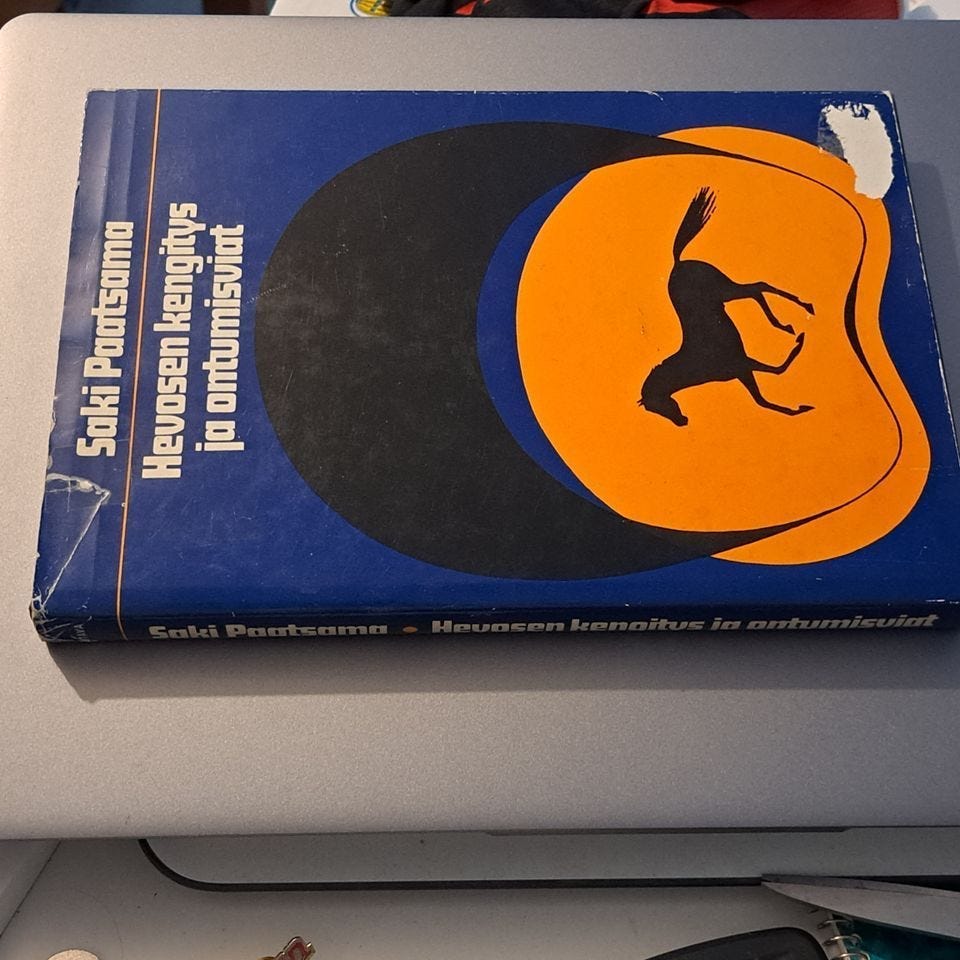 Saki Paatsama
Hevosen kengitys
ja ontumisviat
Saki Paatsama • Hevosen kengitys ja ontumisviat